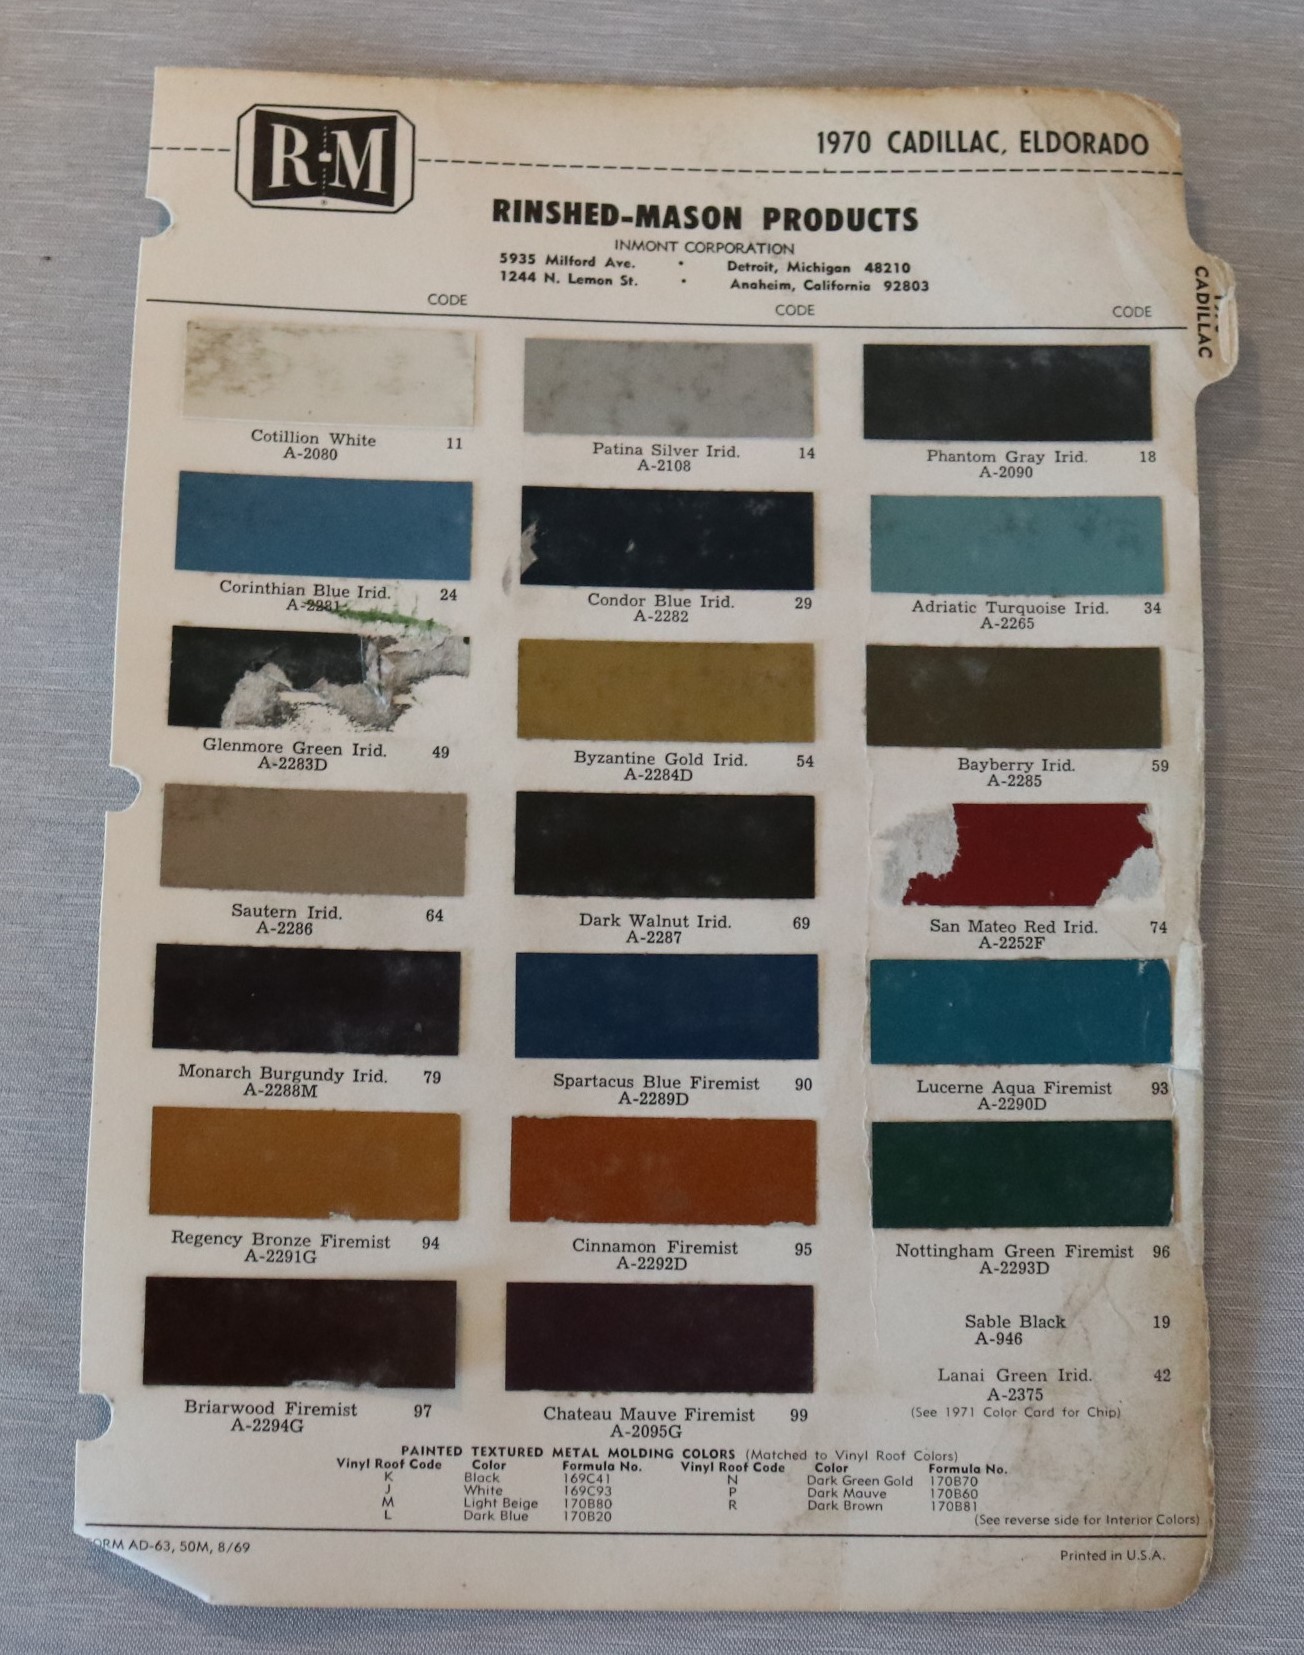 R-M
1970 CADILLAC, ELDORADO
RINSHED-MASON PRODUCTS
INMONT CORPORATION
5935 Milford Ave. • Detroit, Michigan 48210
1244 N. Lemon St. • Anaheim, California 92803
CADILLAC
CODE CODE CODE
Cotillion White 11
A-2080
Patina Silver Irid. 14
A-2108
Phantom Gray Irid. 18
A-2090
Corinthian Blue Irid. 24
A-2281
Condor Blue Irid. 29
A-2282
Adriatic Turquoise Irid. 34
A-2265
Glenmore Green Irid. 49
A-2283D
Byzantine Gold Irid. 54
A-2284D
Bayberry Irid. 59
A-2285
Sautern Irid. 64
A-2286
Dark Walnut Irid. 69
A-2287
San Mateo Red Irid. 74
A-2252F
Monarch Burgundy Irid. 79
A-2288M
Spartacus Blue Firemist 90
A-2289D
Lucerne Aqua Firemist 93
A-2290D
Regency Bronze Firemist 94
A-2291G
Cinnamon Firemist 95
A-2292D
Nottingham Green Firemist 96
A-2293D
Briarwood Firemist 97
A-2294G
Chateau Mauve Firemist 99
A-2095G
Sable Black 19
A-946
Lanai Green Irid. 42
A-2375
(See 1971 Color Card for Chip)
PAINTED TEXTURED METAL MOLDING COLORS (Matched to Vinyl Roof Colors)
Vinyl Roof Code Color Formula No. Vinyl Roof Code Color Formula No.
K Black 169C41 N Dark Green Gold 170B70
J White 169C93 P Dark Mauve 170B60
M Light Beige 170B80 R Dark Brown 170B81
L Dark Blue 170B20
(See reverse side for Interior Colors)
ORM AD-63, 50M, 8/69
Printed in U.S.A.